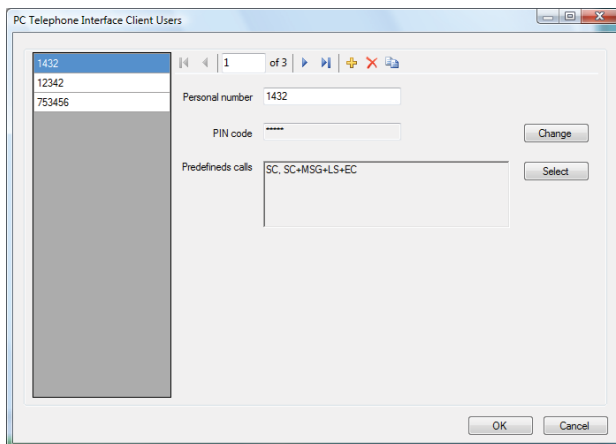 PC Telephone Interface Client Users
1432
12342
753456
1 of 3
Personal number 1432
PIN code *****
Change
Predefineds calls SC, SC+MSG+LS+EC
Select
OK Cancel